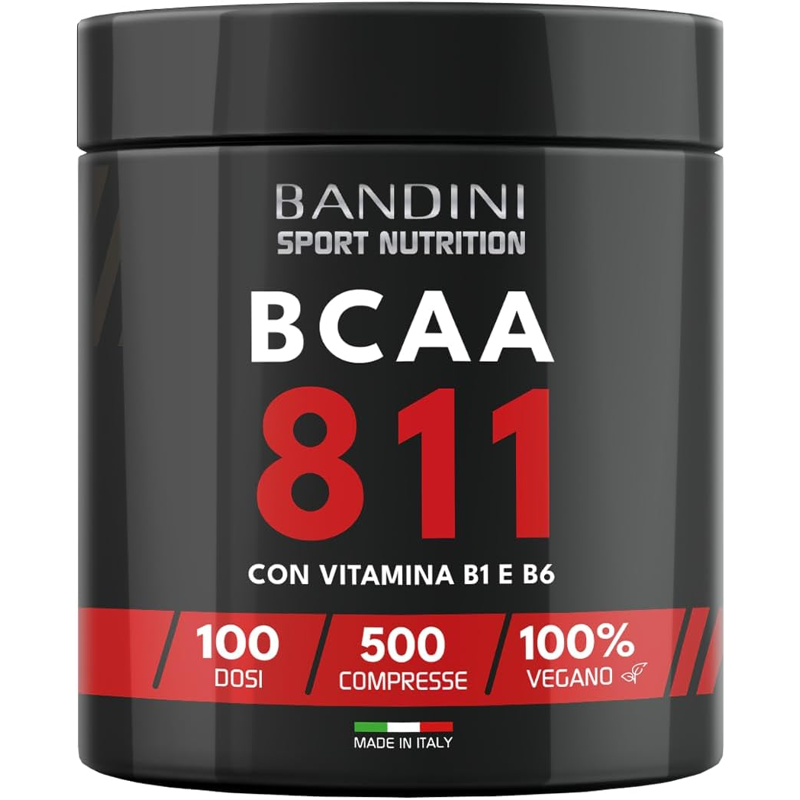 BANDINI
SPORT NUTRITION
BCAA
811
CON VITAMINA B1 E B6
100 DOSI
500 COMPRESSE
100% VEGANO
MADE IN ITALY